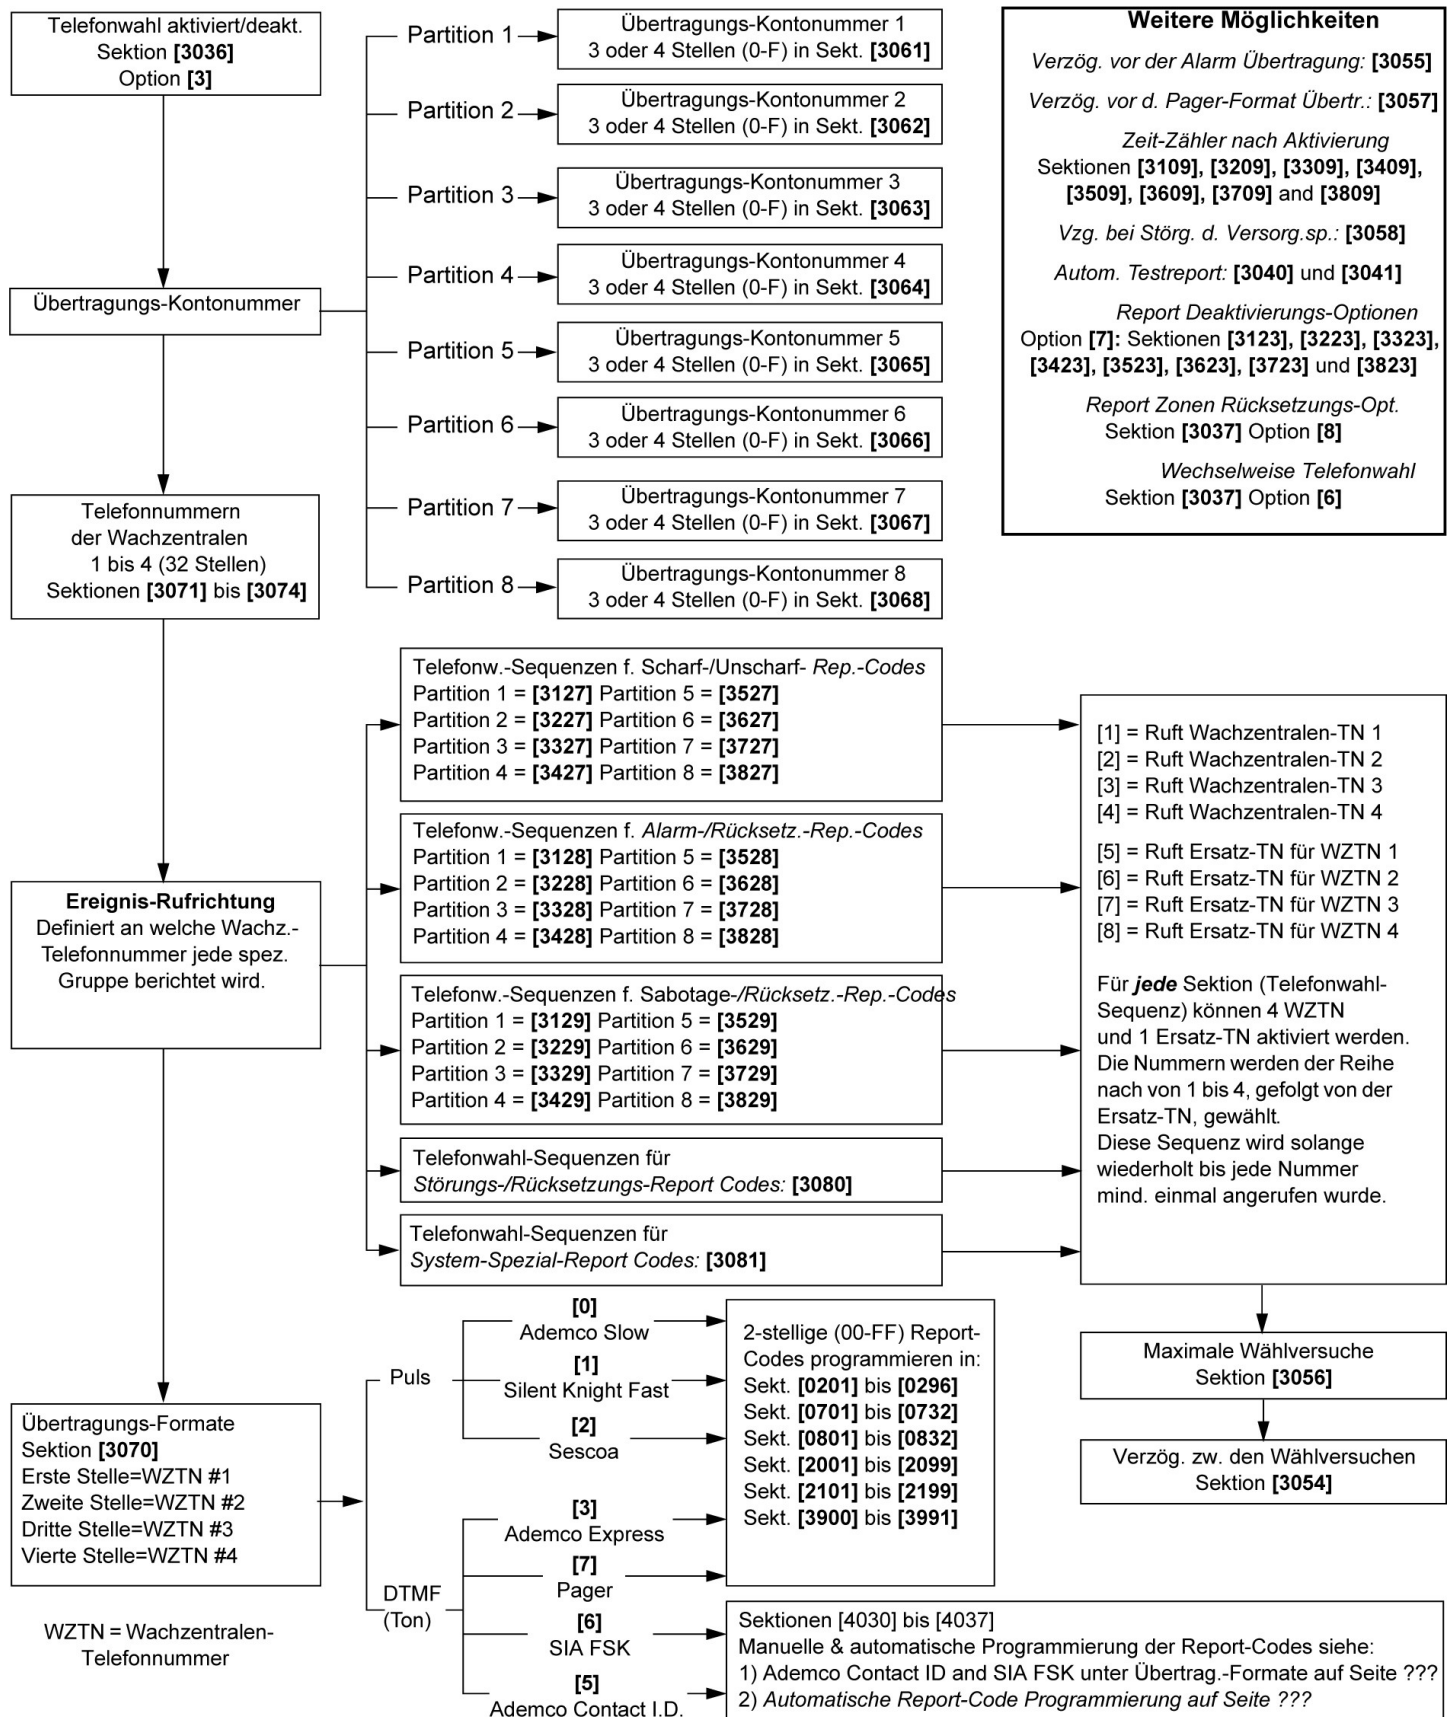 Telefonwahl aktiviert/deakt.
Sektion [3036]
Option [3]
Übertragungs-Kontonummer
Telefonnummern
der Wachzentralen
1 bis 4 (32 Stellen)
Sektionen [3071] bis [3074]
Ereignis-Rufrichtung
Definiert an welche Wachz.-
Telefonnummer jede spez.
Gruppe berichtet wird.
Übertragungs-Formate
Sektion [3070]
Erste Stelle=WZTN #1
Zweite Stelle=WZTN #2
Dritte Stelle=WZTN #3
Vierte Stelle=WZTN #4
WZTN = Wachzentralen-
Telefonnummer
Partition 1
Übertragungs-Kontonummer 1
3 oder 4 Stellen (0-F) in Sekt. [3061]
Partition 2
Übertragungs-Kontonummer 2
3 oder 4 Stellen (0-F) in Sekt. [3062]
Partition 3
Übertragungs-Kontonummer 3
3 oder 4 Stellen (0-F) in Sekt. [3063]
Partition 4
Übertragungs-Kontonummer 4
3 oder 4 Stellen (0-F) in Sekt. [3064]
Partition 5
Übertragungs-Kontonummer 5
3 oder 4 Stellen (0-F) in Sekt. [3065]
Partition 6
Übertragungs-Kontonummer 6
3 oder 4 Stellen (0-F) in Sekt. [3066]
Partition 7
Übertragungs-Kontonummer 7
3 oder 4 Stellen (0-F) in Sekt. [3067]
Partition 8
Übertragungs-Kontonummer 8
3 oder 4 Stellen (0-F) in Sekt. [3068]
Weitere Möglichkeiten
Verzög. vor der Alarm Übertragung: [3055]
Verzög. vor d. Pager-Format Übertr.: [3057]
Zeit-Zähler nach Aktivierung
Sektionen [3109], [3209], [3309], [3409],
[3509], [3609], [3709] and [3809]
Vzg. bei Störg. d. Versorg.sp.: [3058]
Autom. Testreport: [3040] und [3041]
Report Deaktivierungs-Optionen
Option [7]: Sektionen [3123], [3223], [3323],
[3423], [3523], [3623], [3723] und [3823]
Report Zonen Rücksetzungs-Opt.
Sektion [3037] Option [8]
Wechselweise Telefonwahl
Sektion [3037] Option [6]
Telefonw.-Sequenzen f. Scharf-/Unscharf- Rep.-Codes
Partition 1 = [3127] Partition 5 = [3527]
Partition 2 = [3227] Partition 6 = [3627]
Partition 3 = [3327] Partition 7 = [3727]
Partition 4 = [3427] Partition 8 = [3827]
Telefonw.-Sequenzen f. Alarm-/Rücksetz.-Rep.-Codes
Partition 1 = [3128] Partition 5 = [3528]
Partition 2 = [3228] Partition 6 = [3628]
Partition 3 = [3328] Partition 7 = [3728]
Partition 4 = [3428] Partition 8 = [3828]
Telefonw.-Sequenzen f. Sabotage-/Rücksetz.-Rep.-Codes
Partition 1 = [3129] Partition 5 = [3529]
Partition 2 = [3229] Partition 6 = [3629]
Partition 3 = [3329] Partition 7 = [3729]
Partition 4 = [3429] Partition 8 = [3829]
Telefonwahl-Sequenzen für
Störungs-/Rücksetzungs-Report Codes: [3080]
Telefonwahl-Sequenzen für
System-Spezial-Report Codes: [3081]
[1] = Ruft Wachzentralen-TN 1
[2] = Ruft Wachzentralen-TN 2
[3] = Ruft Wachzentralen-TN 3
[4] = Ruft Wachzentralen-TN 4
[5] = Ruft Ersatz-TN für WZTN 1
[6] = Ruft Ersatz-TN für WZTN 2
[7] = Ruft Ersatz-TN für WZTN 3
[8] = Ruft Ersatz-TN für WZTN 4
Für jede Sektion (Telefonwahl-
Sequenz) können 4 WZTN
und 1 Ersatz-TN aktiviert werden.
Die Nummern werden der Reihe
nach von 1 bis 4, gefolgt von der
Ersatz-TN, gewählt.
Diese Sequenz wird solange
wiederholt bis jede Nummer
mind. einmal angerufen wurde.
Maximale Wählversuche
Sektion [3056]
Verzög. zw. den Wählversuchen
Sektion [3054]
Puls
[0]
Ademco Slow
[1]
Silent Knight Fast
[2]
Sescoa
DTMF
(Ton)
[3]
Ademco Express
[7]
Pager
[6]
SIA FSK
[5]
Ademco Contact I.D.
2-stellige (00-FF) Report-
Codes programmieren in:
Sekt. [0201] bis [0296]
Sekt. [0701] bis [0732]
Sekt. [0801] bis [0832]
Sekt. [2001] bis [2099]
Sekt. [2101] bis [2199]
Sekt. [3900] bis [3991]
Sektionen [4030] bis [4037]
Manuelle & automatische Programmierung der Report-Codes siehe:
1) Ademco Contact ID and SIA FSK unter Übertrag.-Formate auf Seite ???
2) Automatische Report-Code Programmierung auf Seite ???